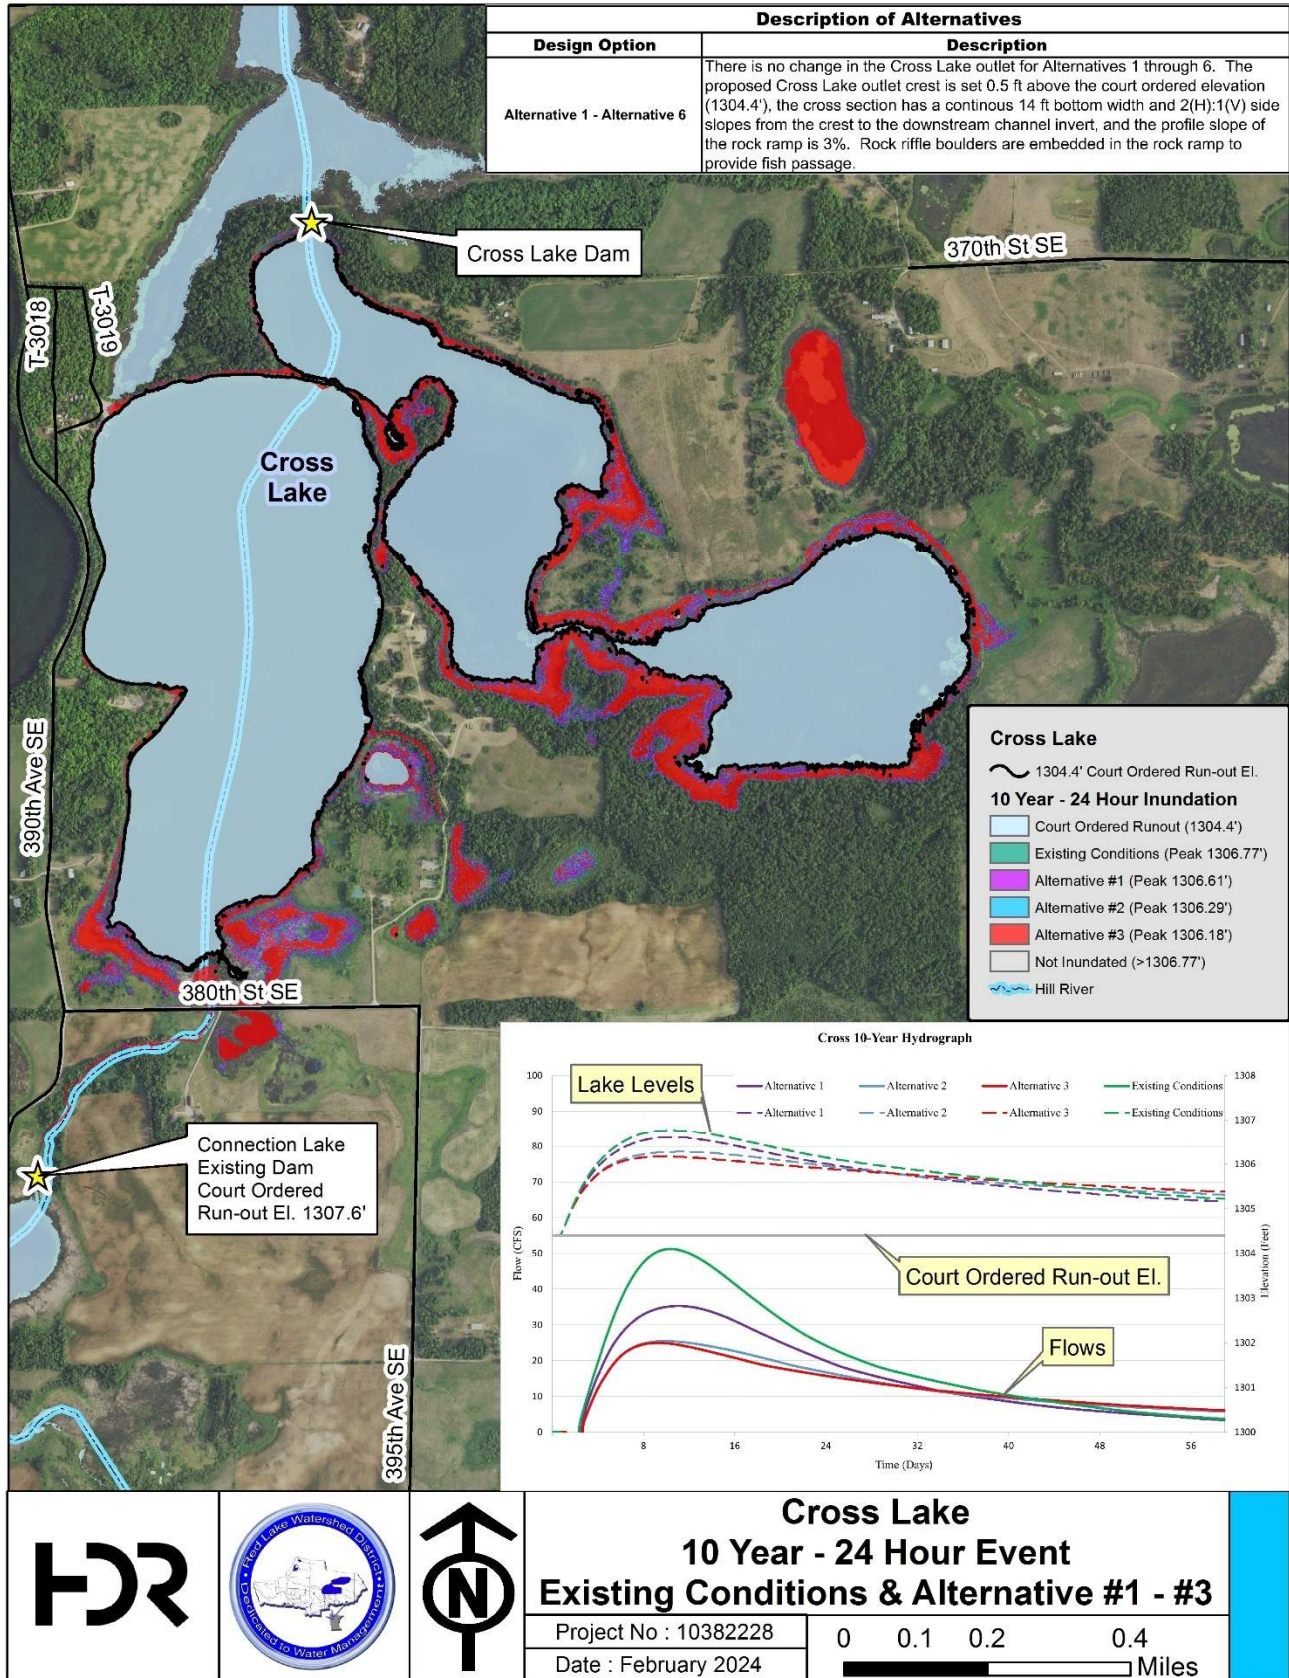 Description of Alternatives
Design Option
Description
Alternative 1 - Alternative 6
There is no change in the Cross Lake outlet for Alternatives 1 through 6. The
proposed Cross Lake outlet crest is set 0.5 ft above the court ordered elevation
(1304.4'), the cross section has a continous 14 ft bottom width and 2(H):1(V) side
slopes from the crest to the downstream channel invert, and the profile slope of
the rock ramp is 3%. Rock riffle boulders are embedded in the rock ramp to
provide fish passage.
Cross Lake Dam
370th St SE
T-3018
T-3019
Cross
Lake
390th Ave SE
380th St SE
Cross Lake
1304.4' Court Ordered Run-out El.
10 Year - 24 Hour Inundation
Court Ordered Runout (1304.4')
Existing Conditions (Peak 1306.77')
Alternative #1 (Peak 1306.61')
Alternative #2 (Peak 1306.29')
Alternative #3 (Peak 1306.18')
Not Inundated (>1306.77')
Hill River
Connection Lake
Existing Dam
Court Ordered
Run-out El. 1307.6'
395th Ave SE
Cross 10-Year Hydrograph
Lake Levels
Alternative 1
Alternative 2
Alternative 3
Existing Conditions
Alternative 1
Alternative 2
Alternative 3
Existing Conditions
Court Ordered Run-out El.
Flows
Flow (CFS)
100
90
80
70
60
50
40
30
20
10
0
Elevation (Feet)
1308
1307
1306
1305
1304
1303
1302
1301
1300
8
16
24
32
40
48
56
Time (Days)
HDR
Red Lake Watershed District
Dedicated to Water Management
N
Cross Lake
10 Year - 24 Hour Event
Existing Conditions & Alternative #1 - #3
Project No : 10382228
Date : February 2024
0 0.1 0.2 0.4
Miles